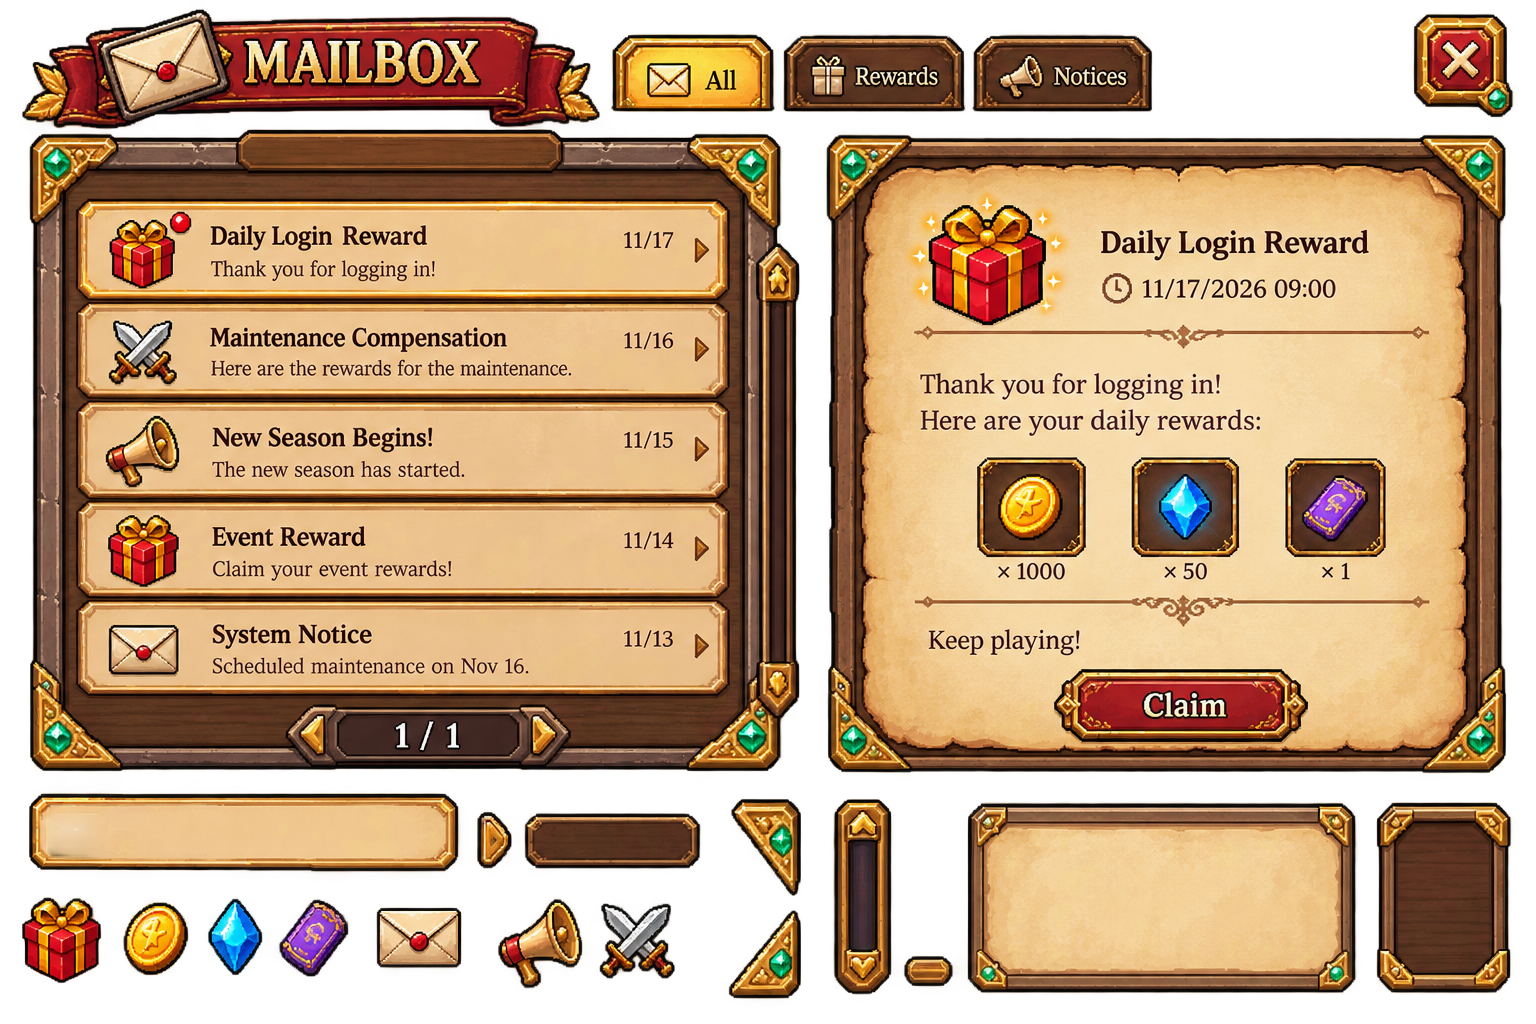 MAILBOX
All
Rewards
Notices
Daily Login Reward
11/17
Thank you for logging in!
Maintenance Compensation
11/16
Here are the rewards for the maintenance.
New Season Begins!
11/15
The new season has started.
Event Reward
11/14
Claim your event rewards!
System Notice
11/13
Scheduled maintenance on Nov 16.
1 / 1
Daily Login Reward
11/17/2026 09:00
Thank you for logging in!
Here are your daily rewards:
× 1000
× 50
× 1
Keep playing!
Claim